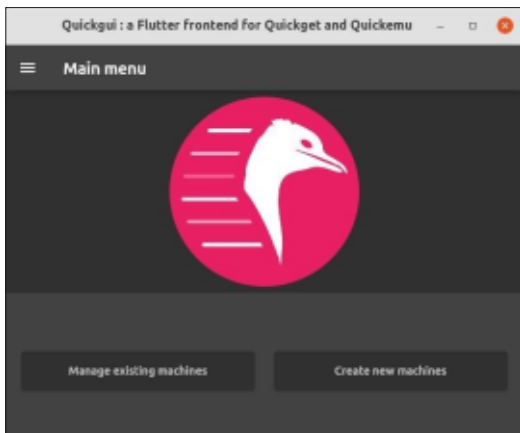 Quickgui : a Flutter frontend for Quickget and Quickemu
Main menu
Manage existing machines
Create new machines